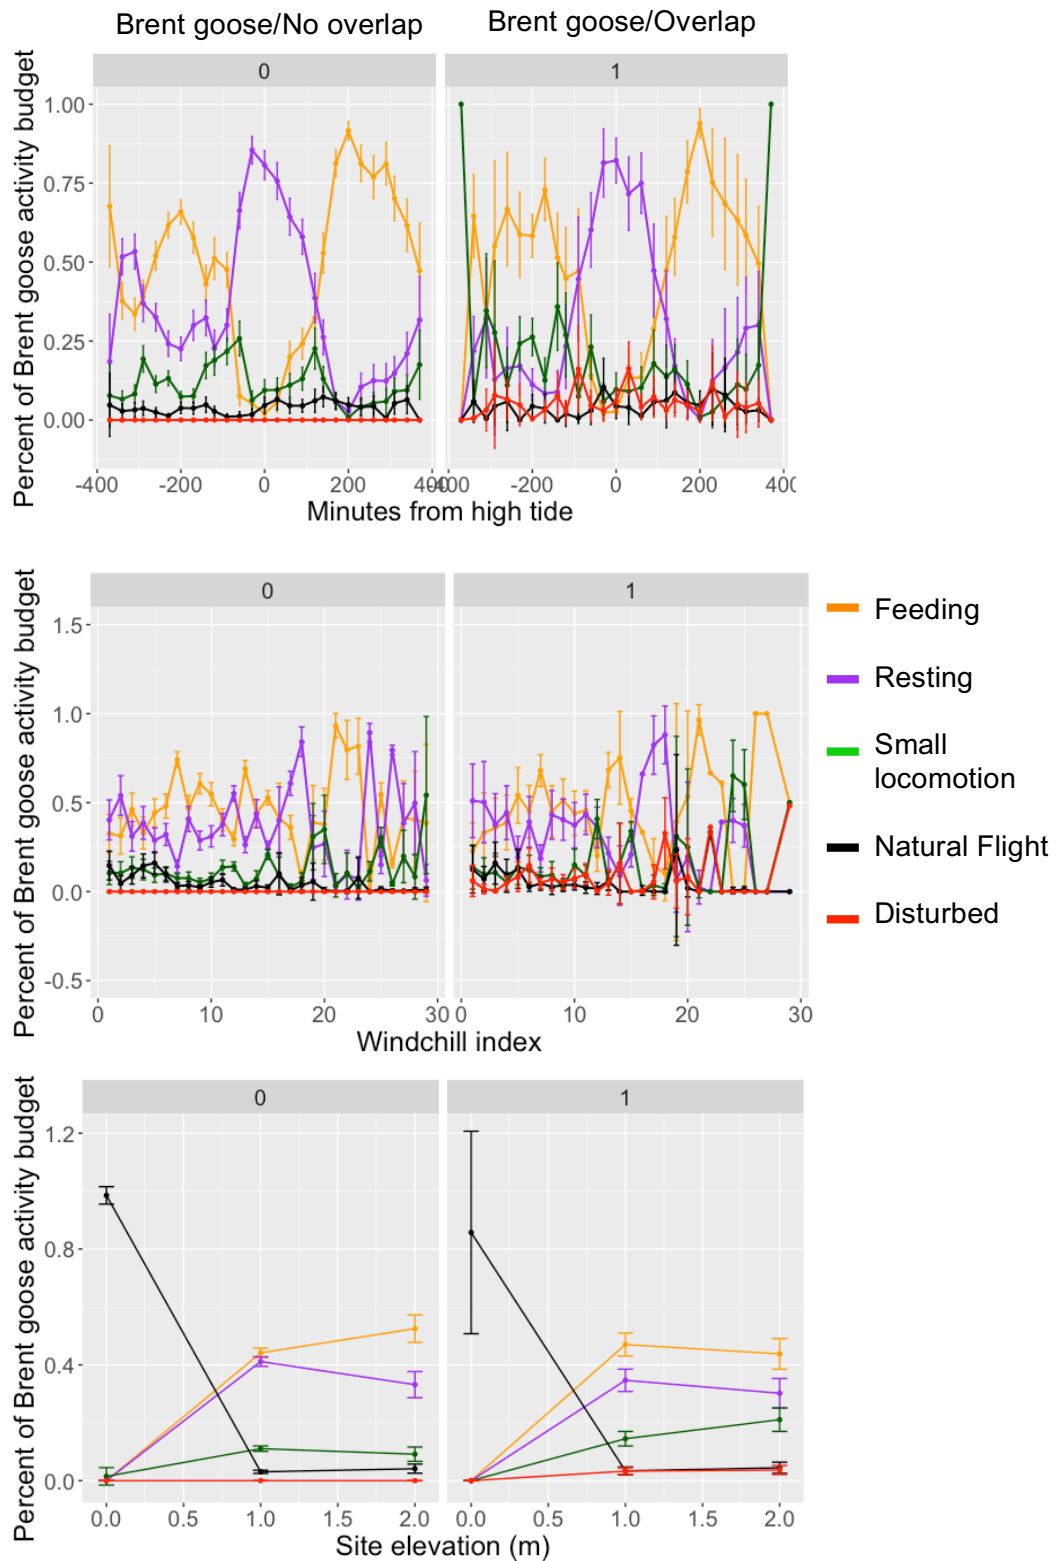 Brent goose/No overlap Brent goose/Overlap
0 1
Percent of Brent goose activity budget
1.00
0.75
0.50
0.25
0.00
-400 -200 0 200 400 -400 -200 0 200 400
Minutes from high tide
0 1
Percent of Brent goose activity budget
1.5
1.0
0.5
0.0
-0.5
0 10 20 30 0 10 20 30
Windchill index
Feeding
Resting
Small
locomotion
Natural Flight
Disturbed
0 1
Percent of Brent goose activity budget
1.2
0.8
0.4
0.0
0.0 0.5 1.0 1.5 2.0 0.0 0.5 1.0 1.5 2.0
Site elevation (m)